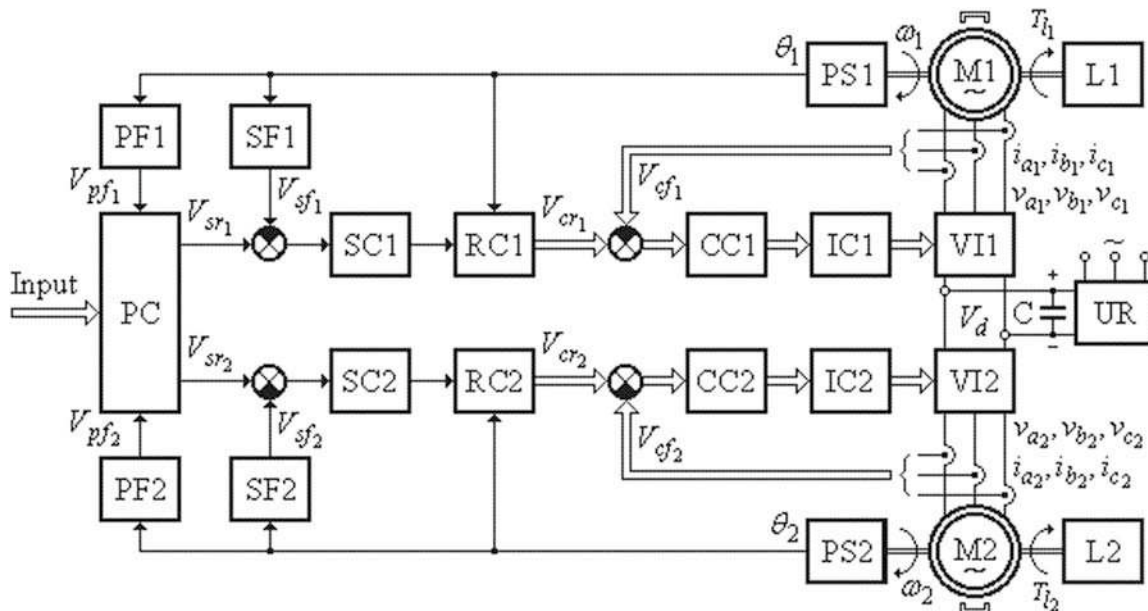 θ1 PS1 ω1 M1 ~ Tl1 L1
PF1 SF1
Vpf1 Vsr1 Vsf1 Vcr1 Vcf1 ia1, ib1, ic1
va1, vb1, vc1
SC1 RC1 CC1 IC1 VI1
Input PC Vd C + − ~ UR
Vsr2 Vcr2
SC2 RC2 CC2 IC2 VI2
Vpf2 Vsf2 Vcf2 va2, vb2, vc2
PF2 SF2 ia2, ib2, ic2
θ2 PS2 ω2 M2 ~ Tl2 L2